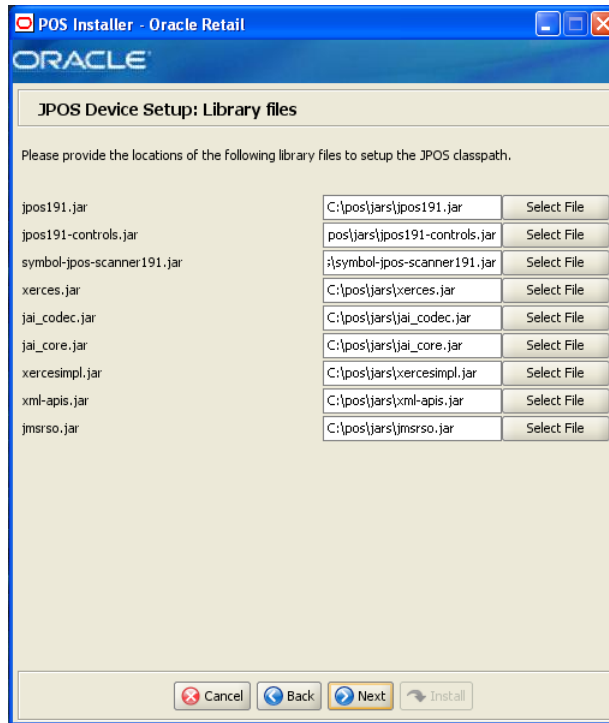 POS Installer - Oracle Retail
ORACLE
JPOS Device Setup: Library files
Please provide the locations of the following library files to setup the JPOS classpath.
jpos191.jar C:\pos\jars\jpos191.jar Select File
jpos191-controls.jar pos\jars\jpos191-controls.jar Select File
symbol-jpos-scanner191.jar \symbol-jpos-scanner191.jar Select File
xerces.jar C:\pos\jars\xerces.jar Select File
jai_codec.jar C:\pos\jars\jai_codec.jar Select File
jai_core.jar C:\pos\jars\jai_core.jar Select File
xercesimpl.jar C:\pos\jars\xercesimpl.jar Select File
xml-apis.jar C:\pos\jars\xml-apis.jar Select File
jmsrso.jar C:\pos\jars\jmsrso.jar Select File
Cancel Back Next Install